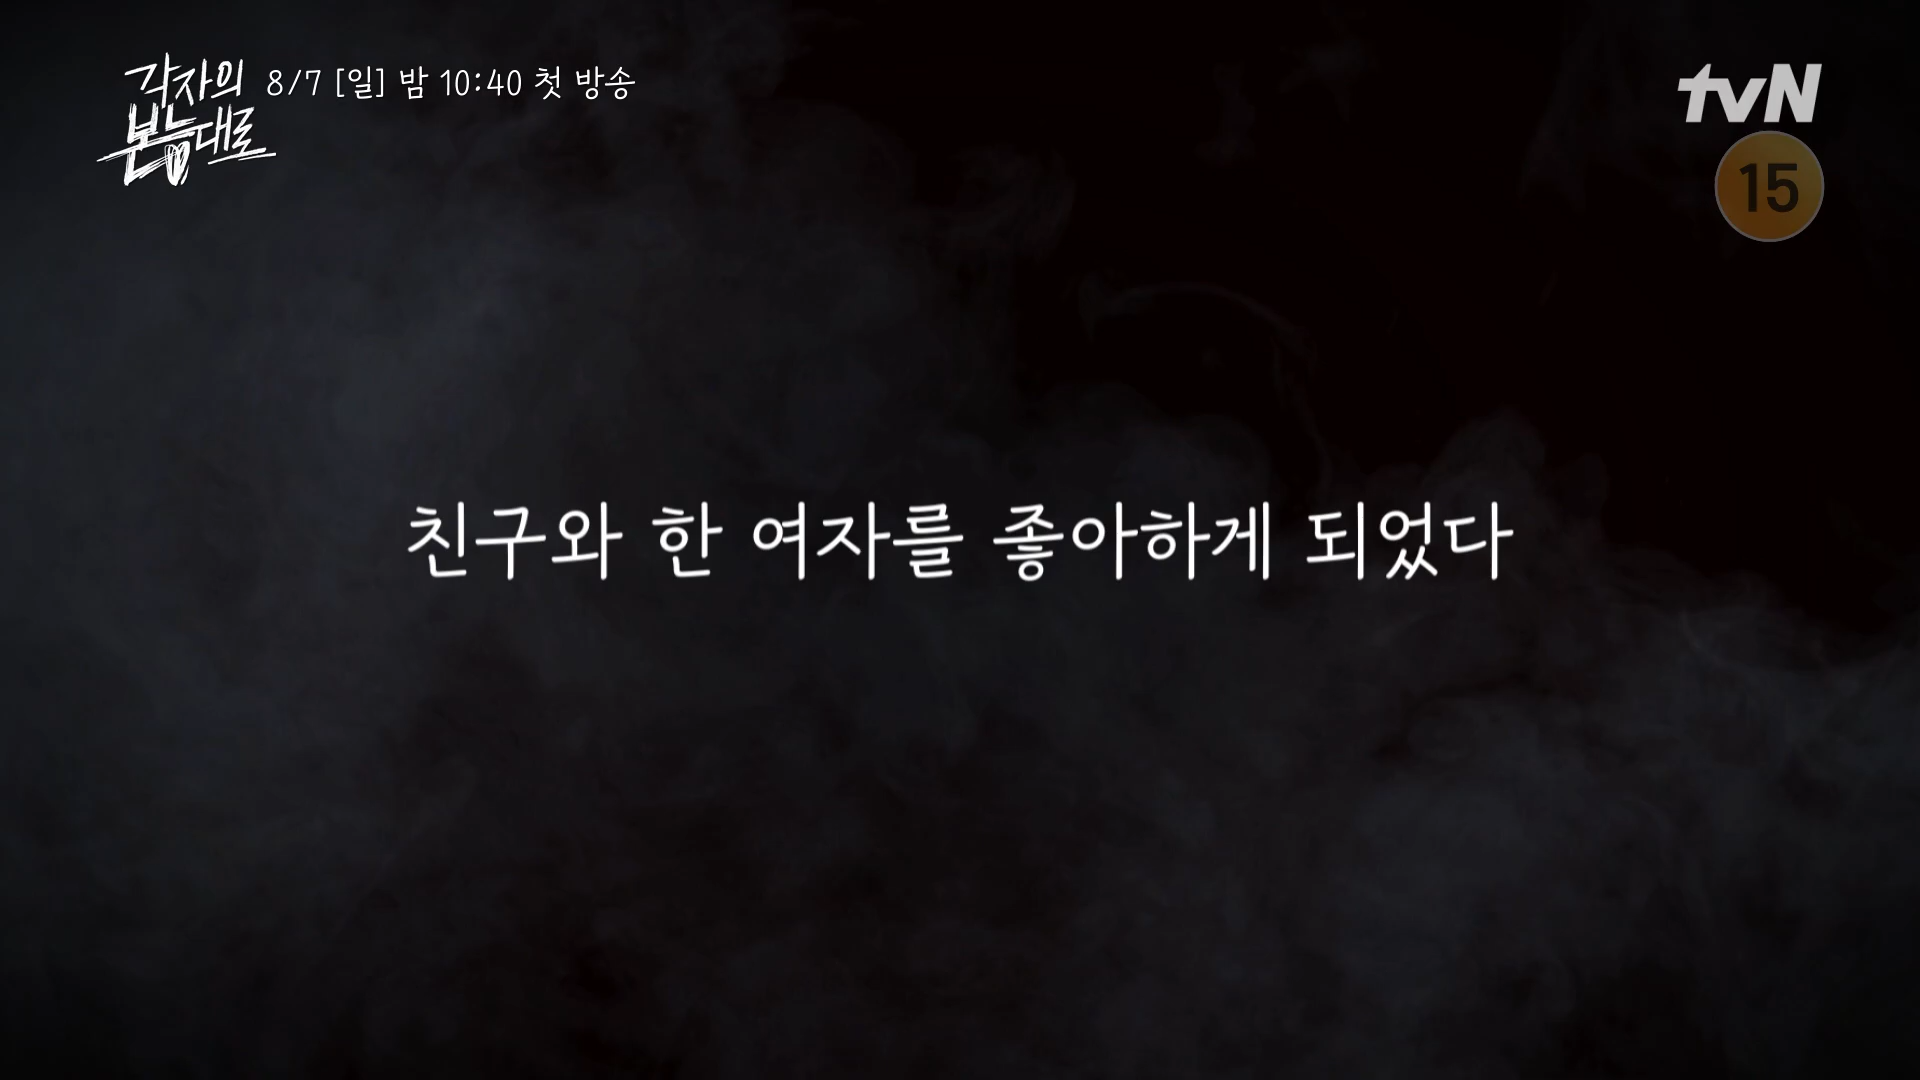 각자의
본능대로
8/7 [일] 밤 10:40 첫 방송
tvN
15
친구와 한 여자를 좋아하게 되었다